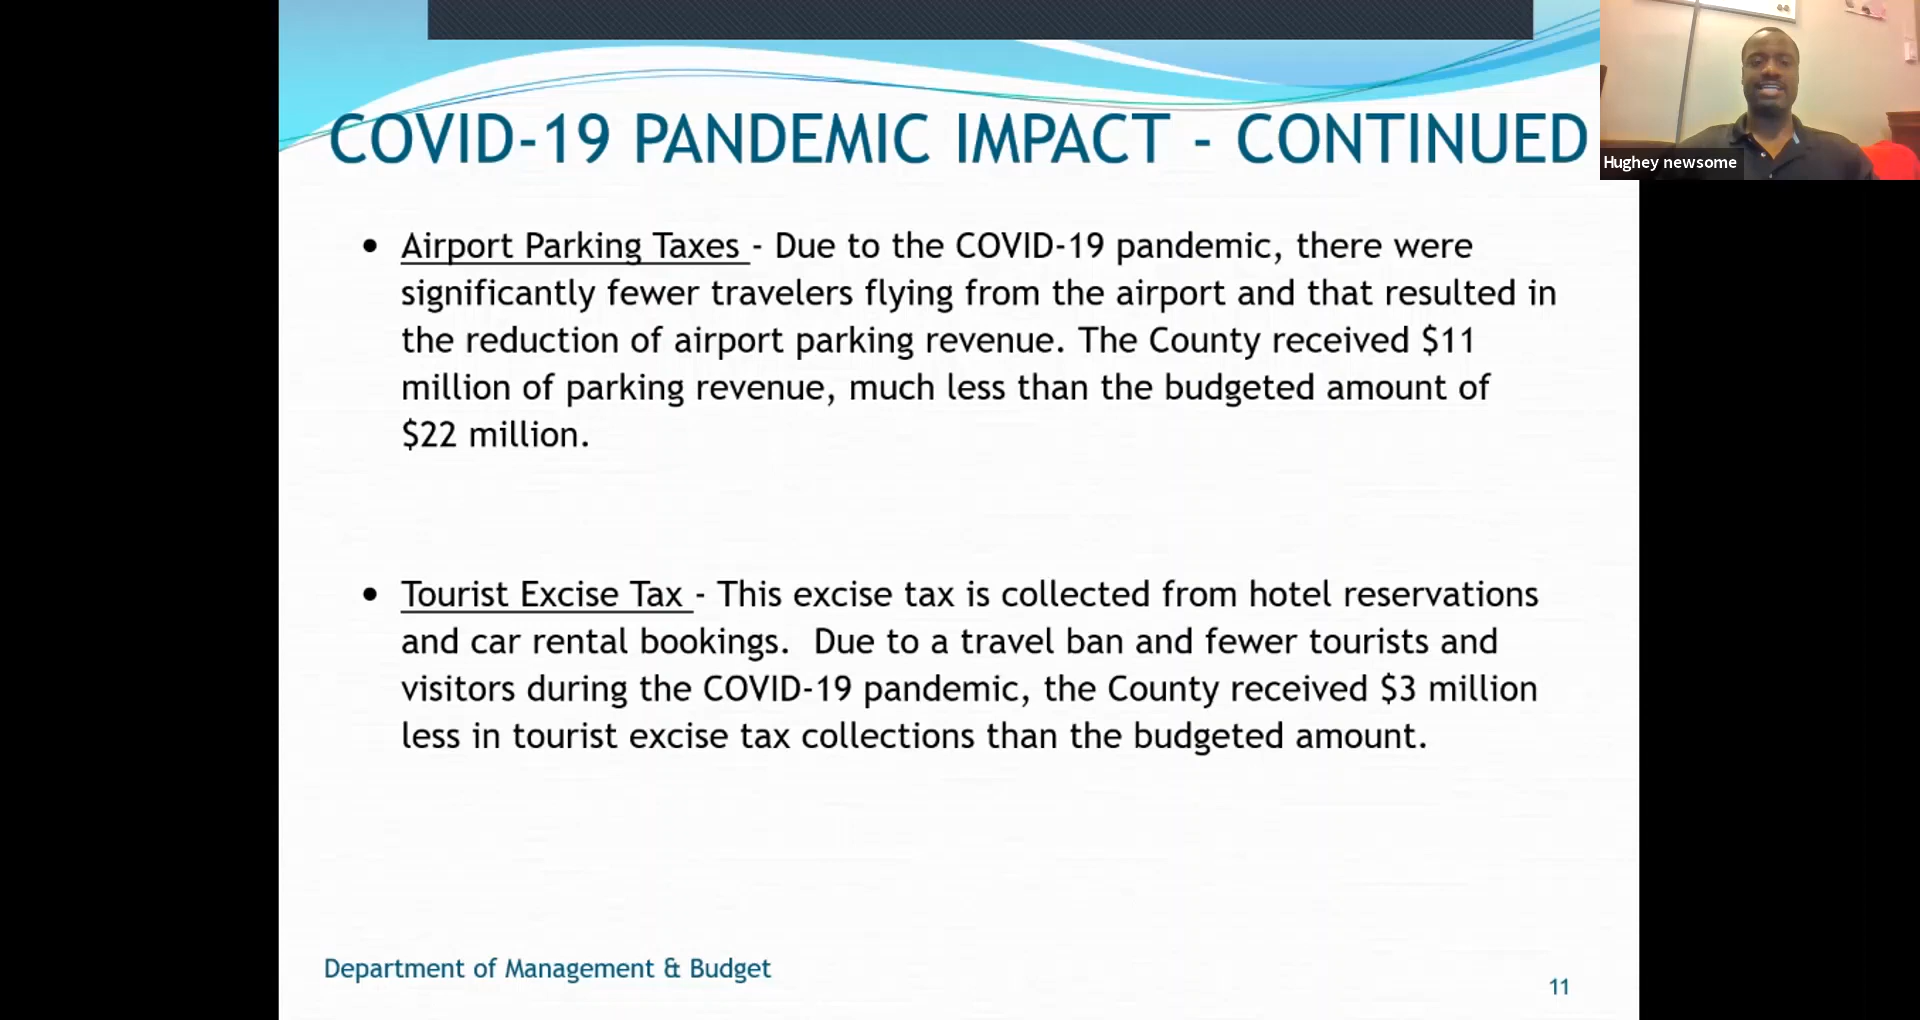 COVID-19 PANDEMIC IMPACT - CONTINUED
Hughey newsome
• Airport Parking Taxes - Due to the COVID-19 pandemic, there were
significantly fewer travelers flying from the airport and that resulted in
the reduction of airport parking revenue. The County received $11
million of parking revenue, much less than the budgeted amount of
$22 million.
• Tourist Excise Tax - This excise tax is collected from hotel reservations
and car rental bookings.  Due to a travel ban and fewer tourists and
visitors during the COVID-19 pandemic, the County received $3 million
less in tourist excise tax collections than the budgeted amount.
Department of Management & Budget
11